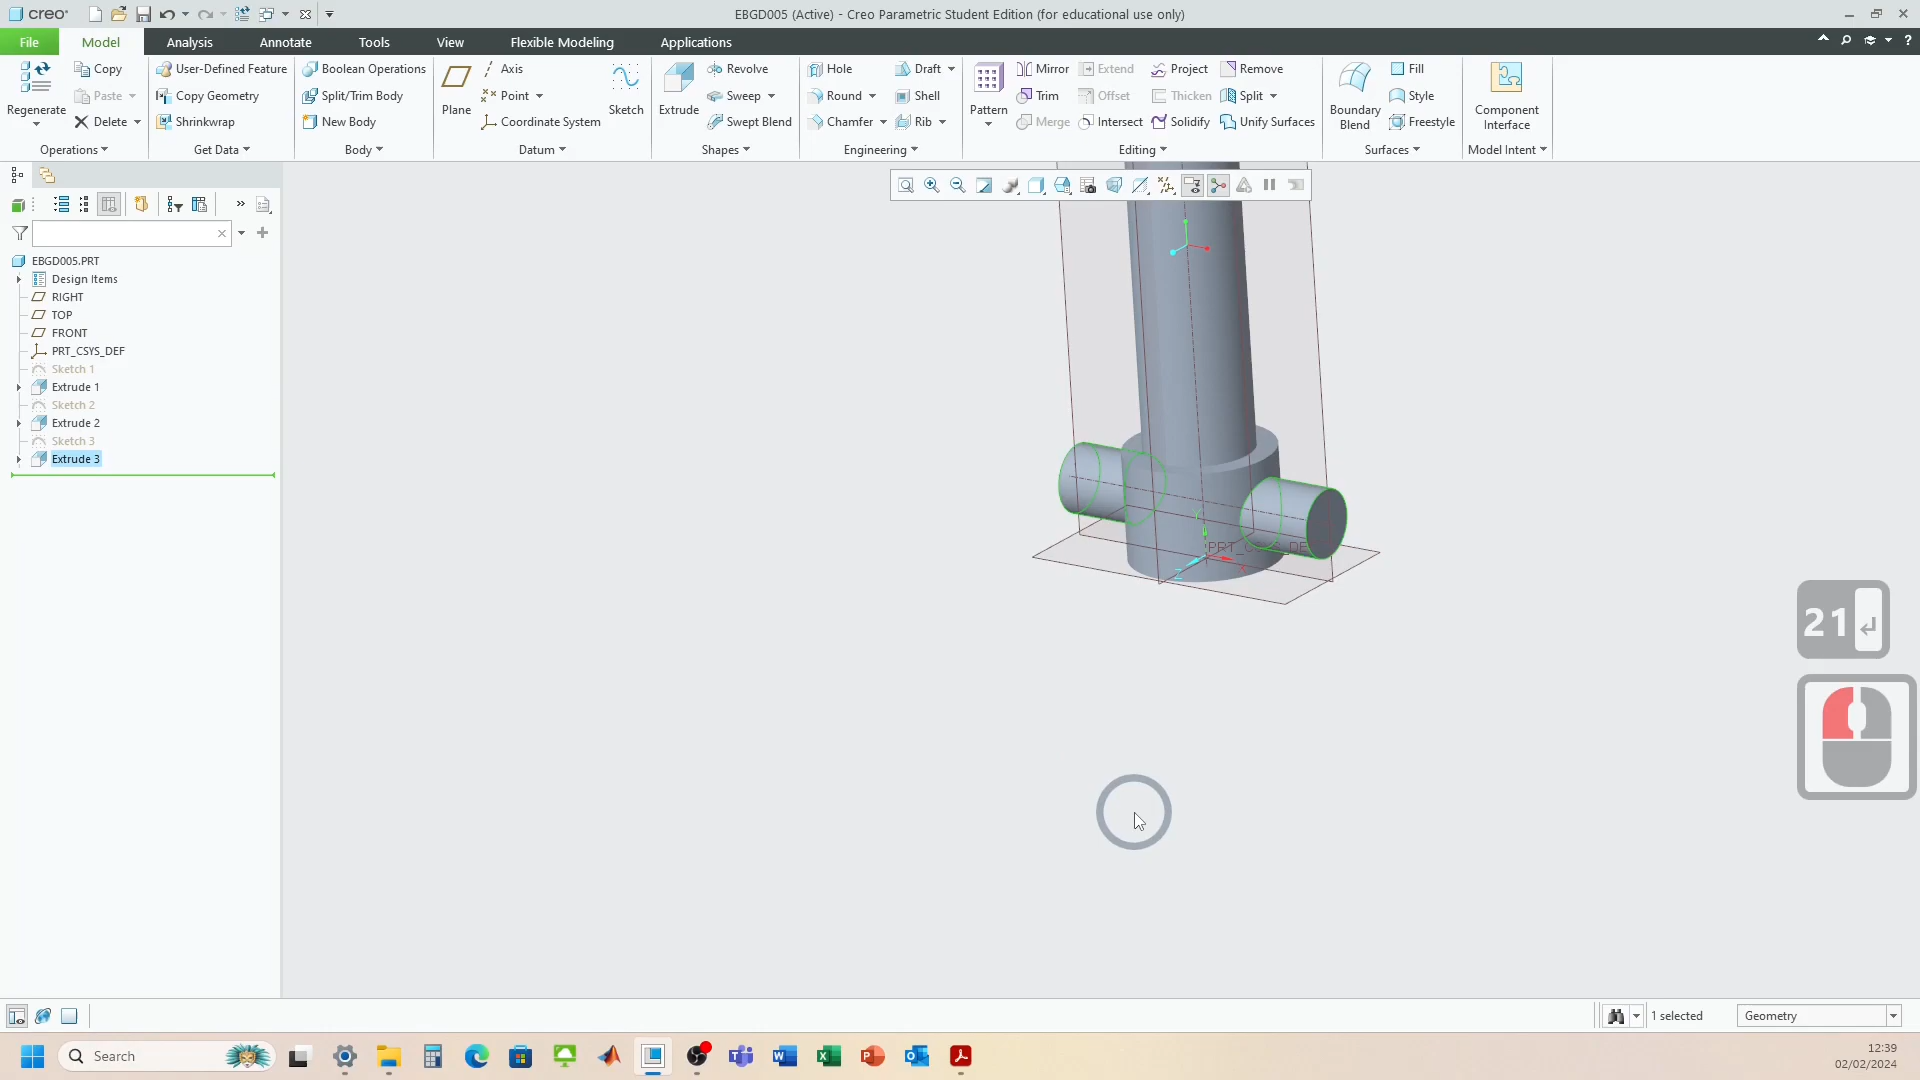 creo
EBGD005 (Active) - Creo Parametric Student Edition (for educational use only)
File
Model
Analysis
Annotate
Tools
View
Flexible Modeling
Applications
Regenerate
Copy
Paste
Delete
Operations
User-Defined Feature
Copy Geometry
Shrinkwrap
Get Data
Boolean Operations
Split/Trim Body
New Body
Body
Plane
Axis
Point
Coordinate System
Sketch
Datum
Extrude
Revolve
Sweep
Swept Blend
Shapes
Hole
Round
Chamfer
Draft
Shell
Rib
Engineering
Pattern
Mirror
Trim
Merge
Extend
Offset
Intersect
Project
Thicken
Solidify
Remove
Split
Unify Surfaces
Editing
Boundary
Blend
Fill
Style
Freestyle
Surfaces
Component
Interface
Model Intent
EBGD005.PRT
Design Items
RIGHT
TOP
FRONT
PRT_CSYS_DEF
Sketch 1
Extrude 1
Sketch 2
Extrude 2
Sketch 3
Extrude 3
Y
X
Z
21
1 selected
Geometry
Search
12:39
02/02/2024